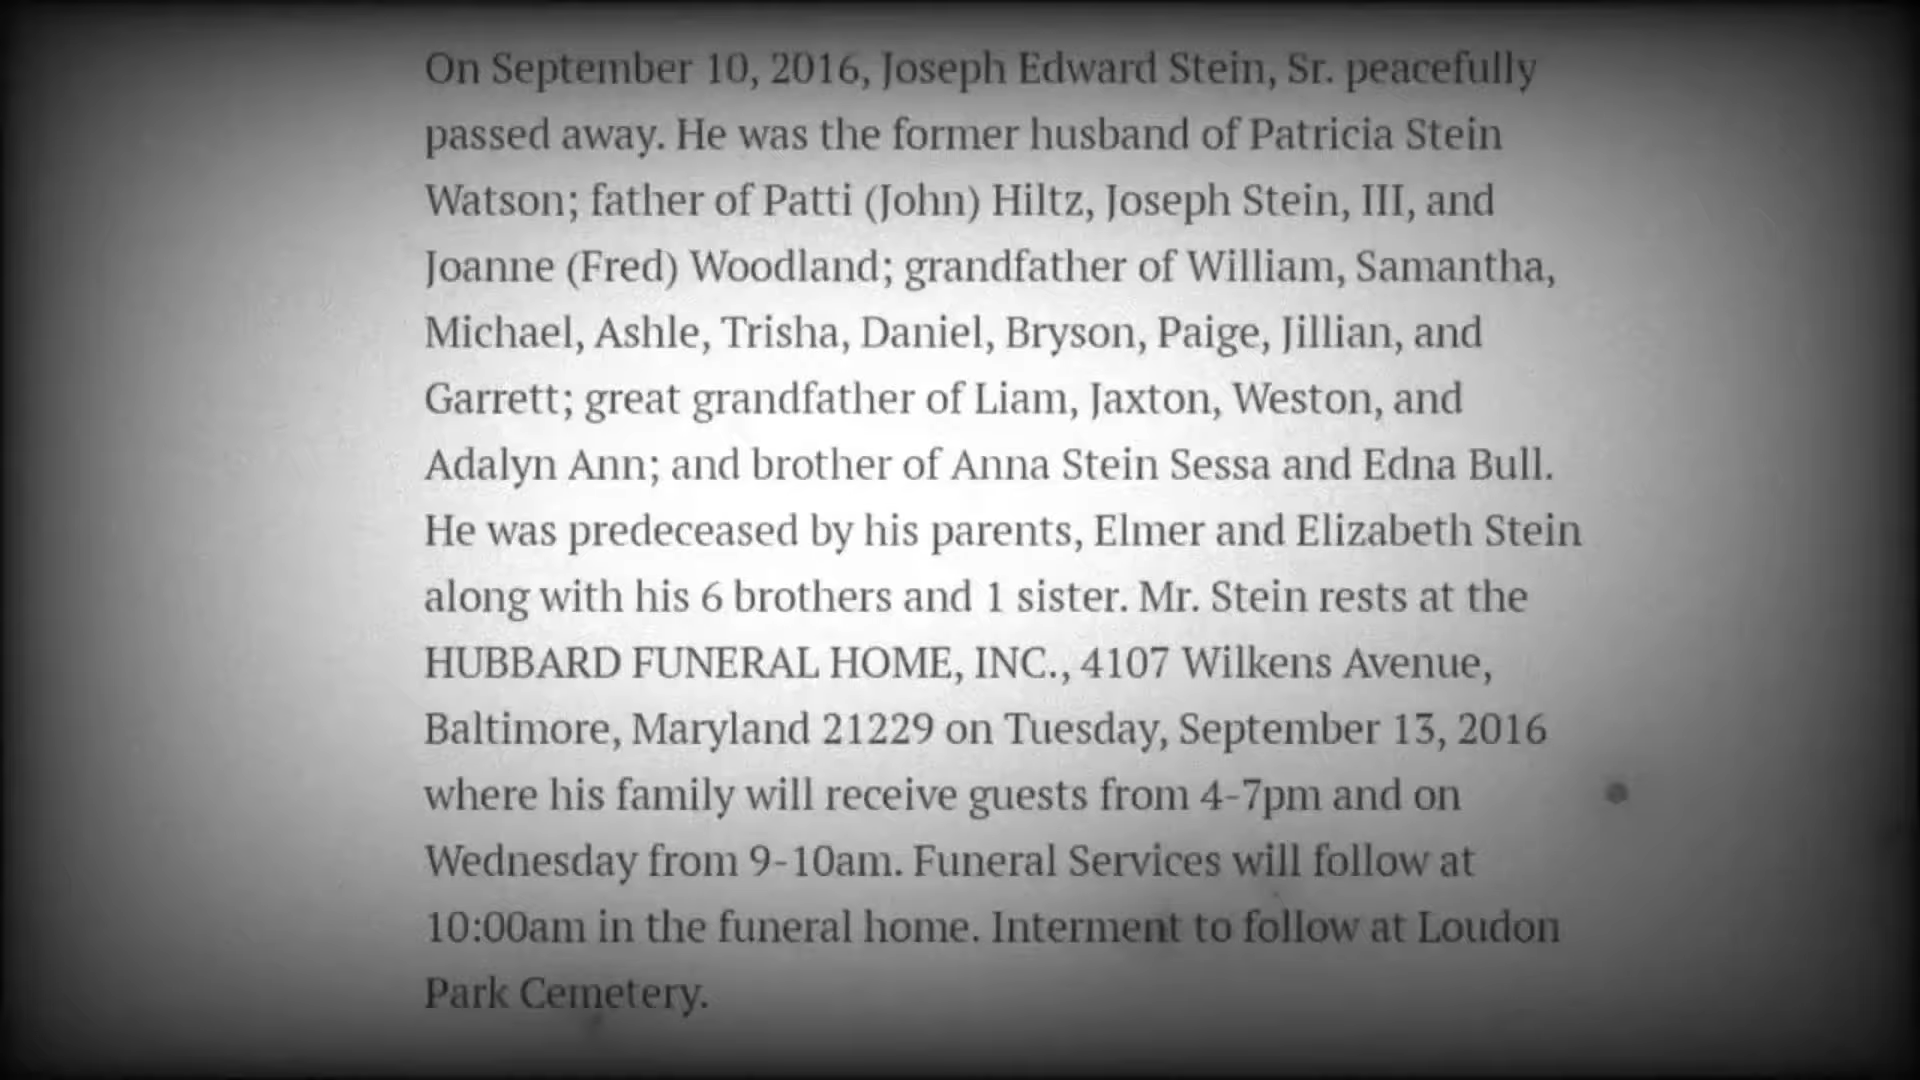 On September 10, 2016, Joseph Edward Stein, Sr. peacefully
passed away. He was the former husband of Patricia Stein
Watson; father of Patti (John) Hiltz, Joseph Stein, III, and
Joanne (Fred) Woodland; grandfather of William, Samantha,
Michael, Ashle, Trisha, Daniel, Bryson, Paige, Jillian, and
Garrett; great grandfather of Liam, Jaxton, Weston, and
Adalyn Ann; and brother of Anna Stein Sessa and Edna Bull.
He was predeceased by his parents, Elmer and Elizabeth Stein
along with his 6 brothers and 1 sister. Mr. Stein rests at the
HUBBARD FUNERAL HOME, INC., 4107 Wilkens Avenue,
Baltimore, Maryland 21229 on Tuesday, September 13, 2016
where his family will receive guests from 4-7pm and on
Wednesday from 9-10am. Funeral Services will follow at
10:00am in the funeral home. Interment to follow at Loudon
Park Cemetery.